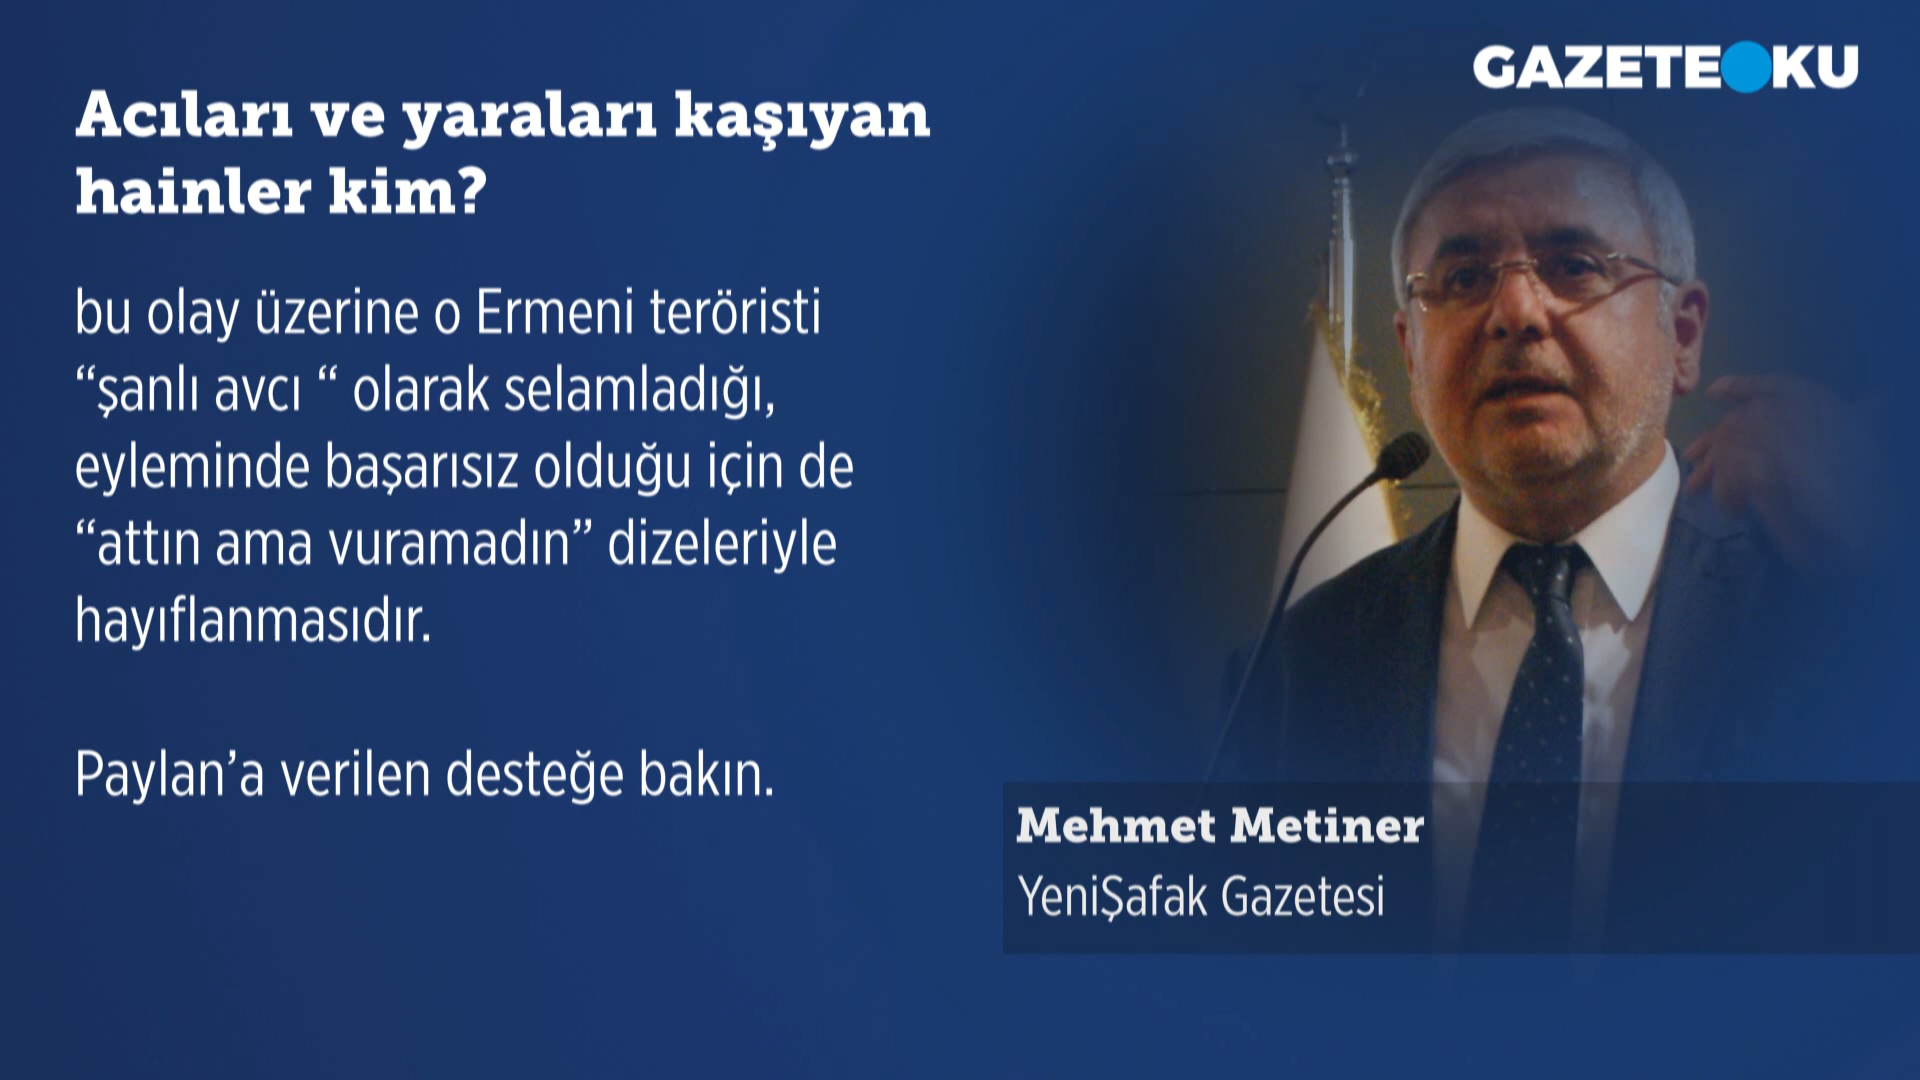 GAZETE KU
Acıları ve yaraları kaşıyan
hainler kim?
bu olay üzerine o Ermeni teröristi
“şanlı avcı “ olarak selamladığı,
eyleminde başarısız olduğu için de
“attın ama vuramadın” dizeleriyle
hayıflanmasıdır.
Paylan’a verilen desteğe bakın.
Mehmet Metiner
YeniŞafak Gazetesi